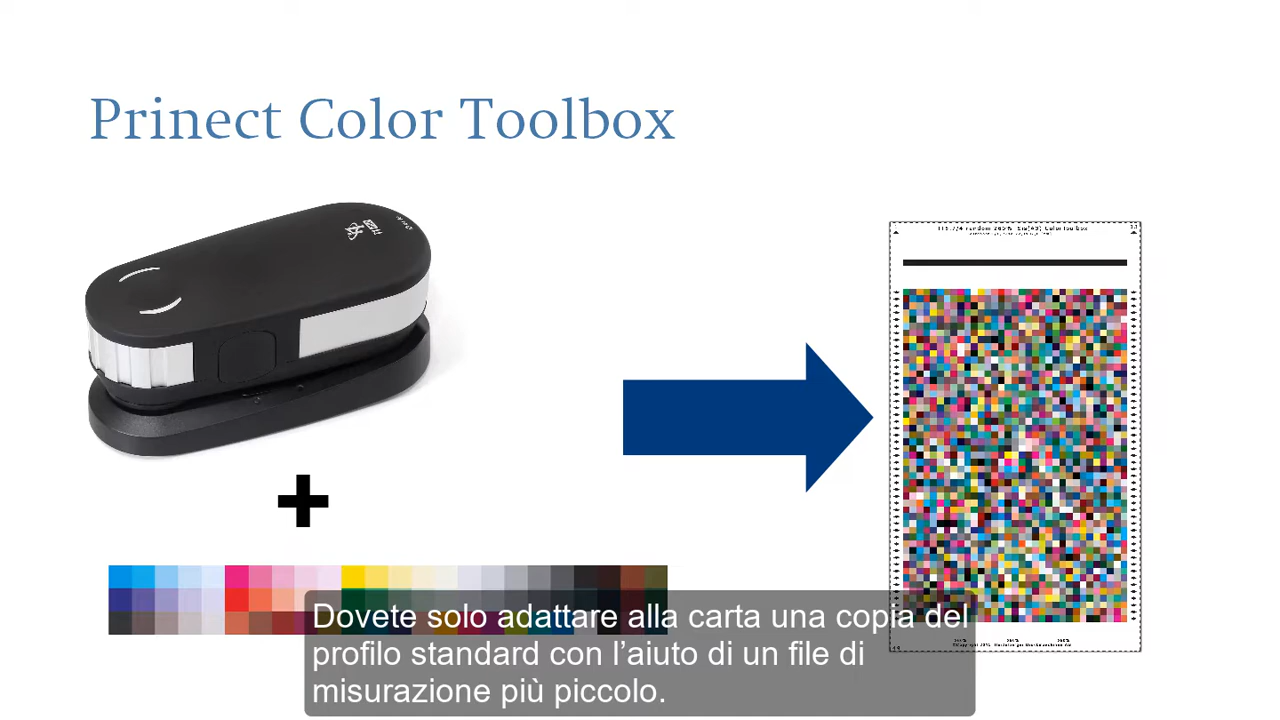 Prinect Color Toolbox
Dovete solo adattare alla carta una copia del
profilo standard con l’aiuto di un file di
misurazione più piccolo.